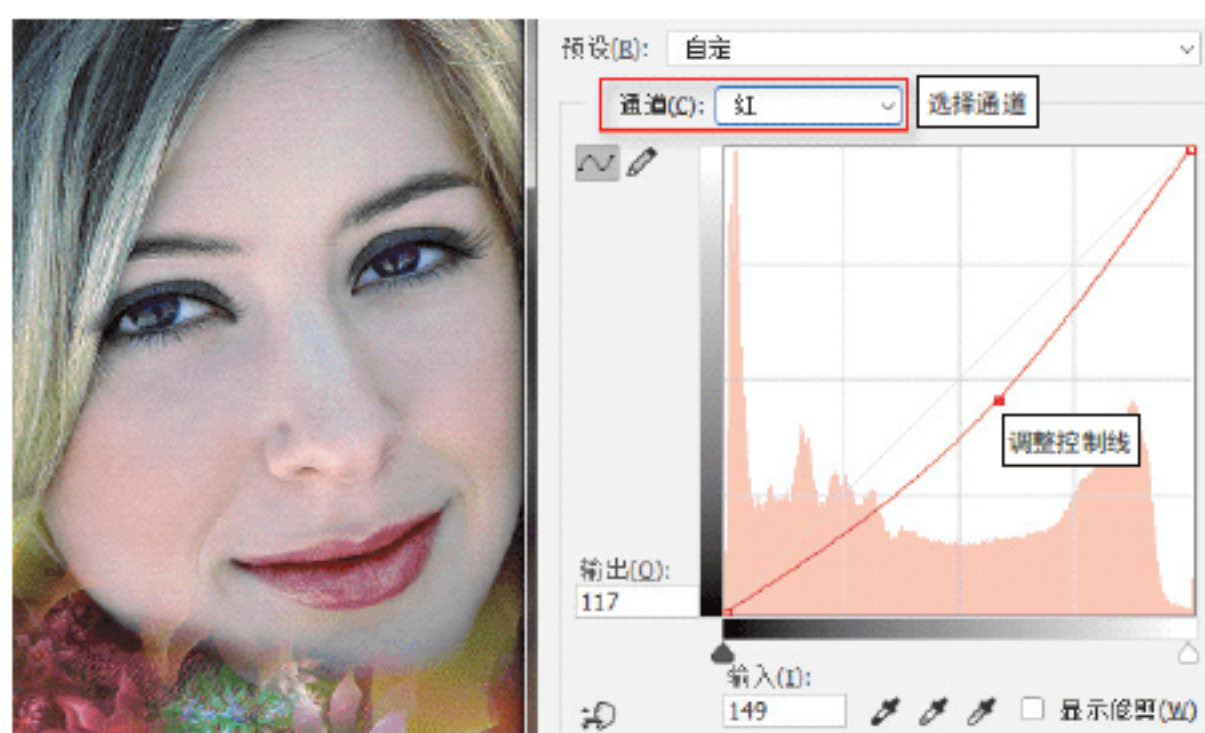 预设(R): 自定
通道(C): 红 选择通道
调整控制线
输出(O):
117
输入(I):
149 显示修剪(W)